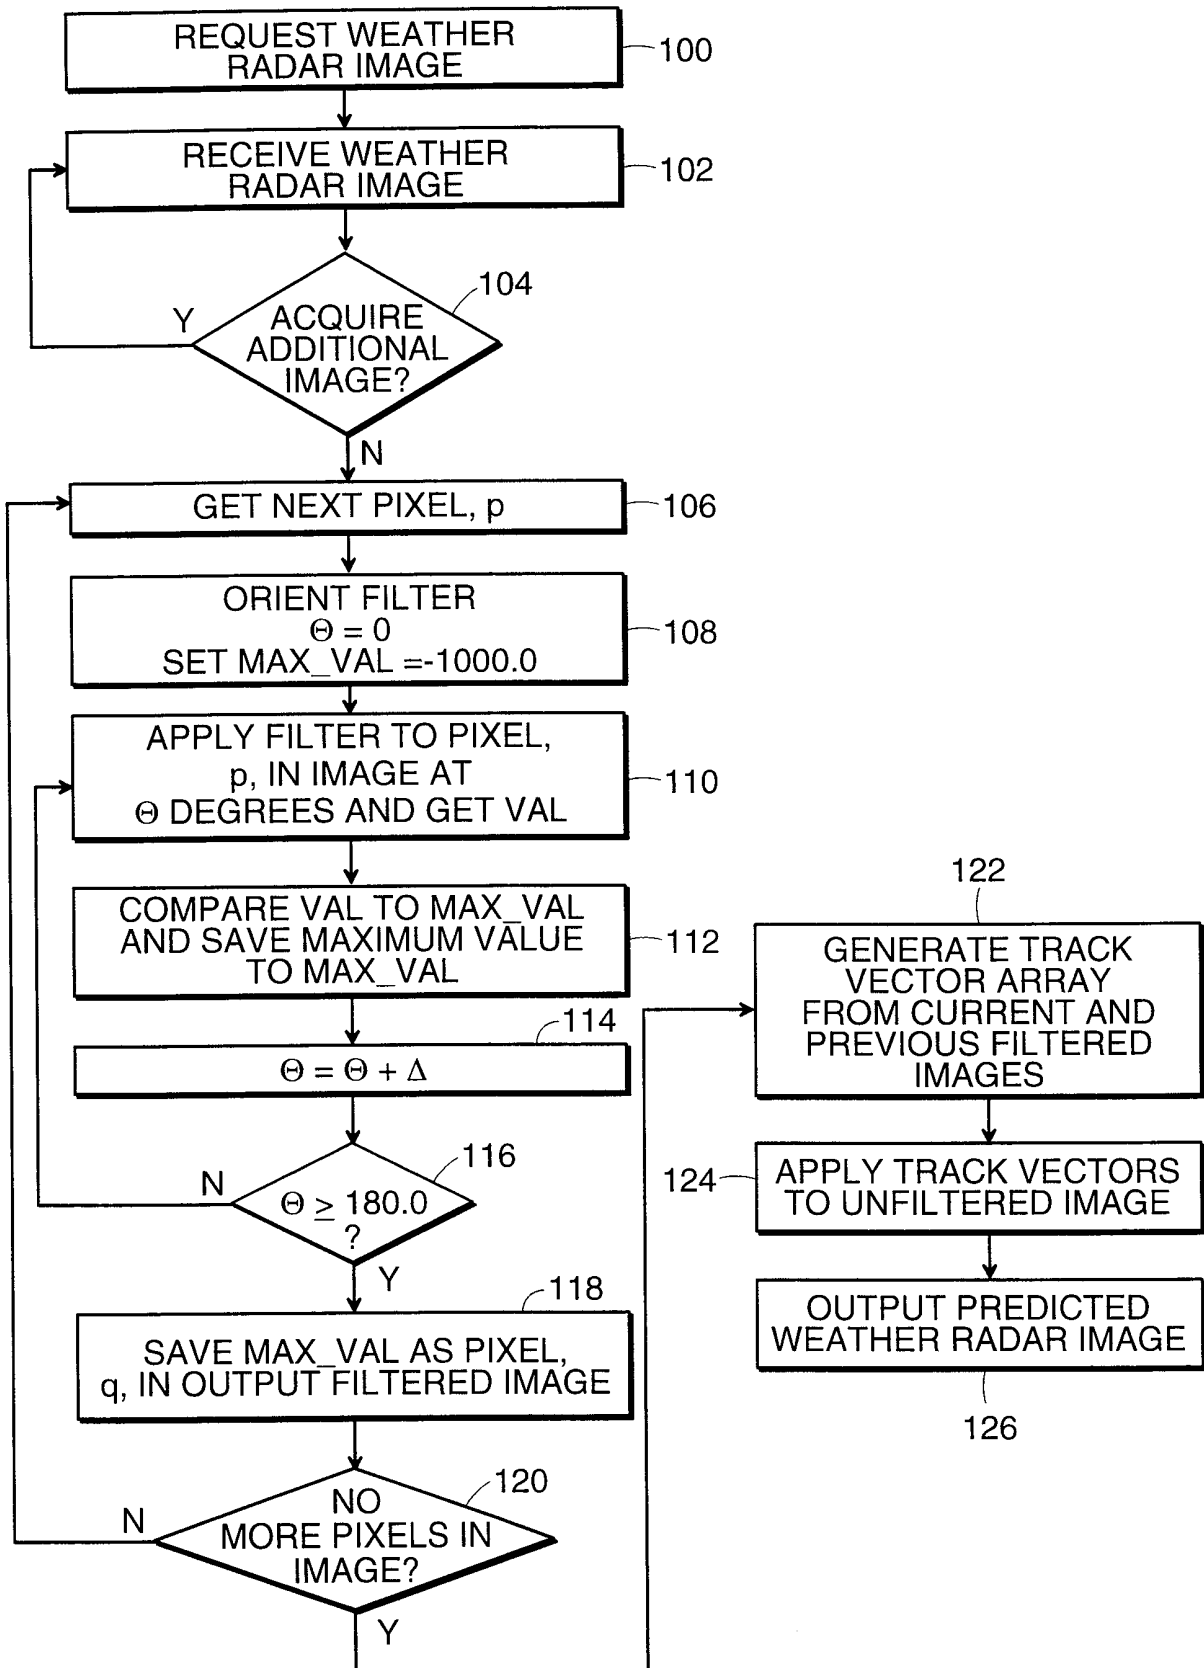 REQUEST WEATHER
RADAR IMAGE
100
RECEIVE WEATHER
RADAR IMAGE
102
104
Y
ACQUIRE
ADDITIONAL
IMAGE?
N
GET NEXT PIXEL, p
106
ORIENT FILTER
Θ = 0
SET MAX_VAL =-1000.0
108
APPLY FILTER TO PIXEL,
p, IN IMAGE AT
Θ DEGREES AND GET VAL
110
COMPARE VAL TO MAX_VAL
AND SAVE MAXIMUM VALUE
TO MAX_VAL
112
114
Θ = Θ + Δ
116
N
Θ ≥ 180.0
?
Y
118
SAVE MAX_VAL AS PIXEL,
q, IN OUTPUT FILTERED IMAGE
120
N
NO
MORE PIXELS IN
IMAGE?
Y
122
GENERATE TRACK
VECTOR ARRAY
FROM CURRENT AND
PREVIOUS FILTERED
IMAGES
124
APPLY TRACK VECTORS
TO UNFILTERED IMAGE
OUTPUT PREDICTED
WEATHER RADAR IMAGE
126